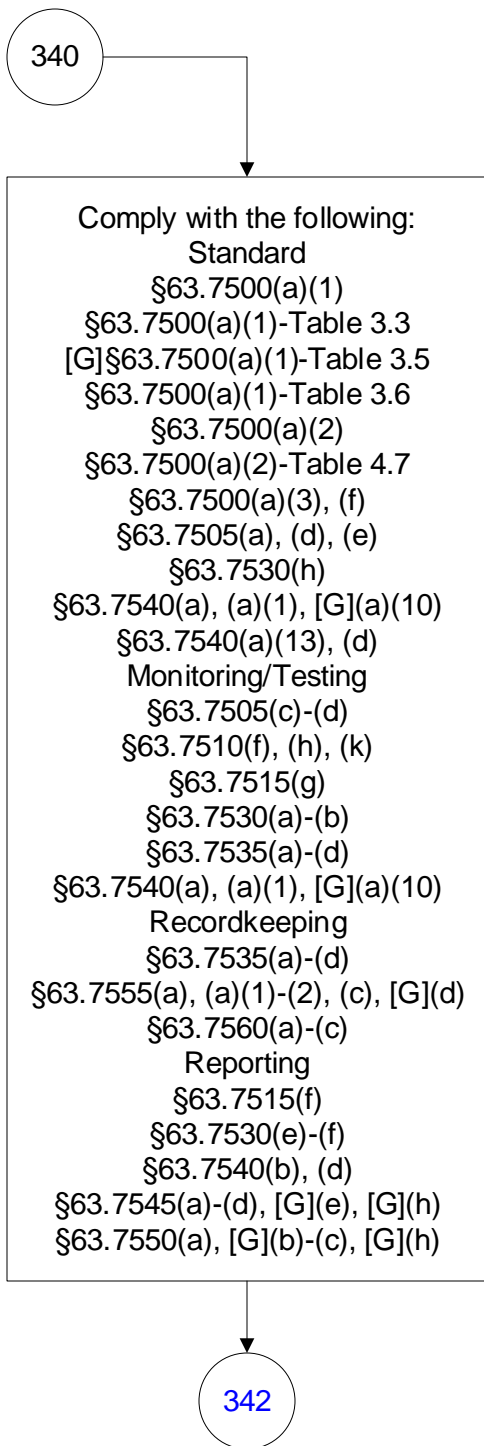 340
Comply with the following:
Standard
§63.7500(a)(1)
§63.7500(a)(1)-Table 3.3
[G]§63.7500(a)(1)-Table 3.5
§63.7500(a)(1)-Table 3.6
§63.7500(a)(2)
§63.7500(a)(2)-Table 4.7
§63.7500(a)(3), (f)
§63.7505(a), (d), (e)
§63.7530(h)
§63.7540(a), (a)(1), [G](a)(10)
§63.7540(a)(13), (d)
Monitoring/Testing
§63.7505(c)-(d)
§63.7510(f), (h), (k)
§63.7515(g)
§63.7530(a)-(b)
§63.7535(a)-(d)
§63.7540(a), (a)(1), [G](a)(10)
Recordkeeping
§63.7535(a)-(d)
§63.7555(a), (a)(1)-(2), (c), [G](d)
§63.7560(a)-(c)
Reporting
§63.7515(f)
§63.7530(e)-(f)
§63.7540(b), (d)
§63.7545(a)-(d), [G](e), [G](h)
§63.7550(a), [G](b)-(c), [G](h)
342